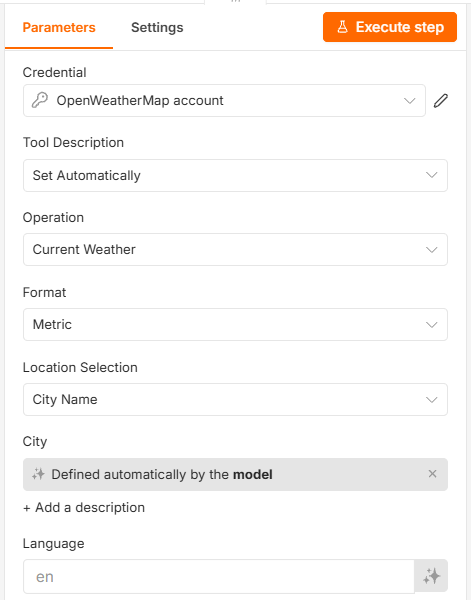 Parameters
Settings
Execute step
Credential
OpenWeatherMap account
Tool Description
Set Automatically
Operation
Current Weather
Format
Metric
Location Selection
City Name
City
Defined automatically by the model
+ Add a description
Language
en